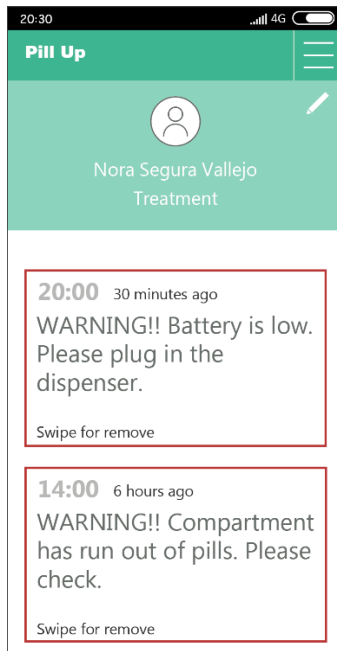 20:30 4G
Pill Up
Nora Segura Vallejo
Treatment
20:00 30 minutes ago
WARNING!! Battery is low.
Please plug in the
dispenser.
Swipe for remove
14:00 6 hours ago
WARNING!! Compartment
has run out of pills. Please
check.
Swipe for remove